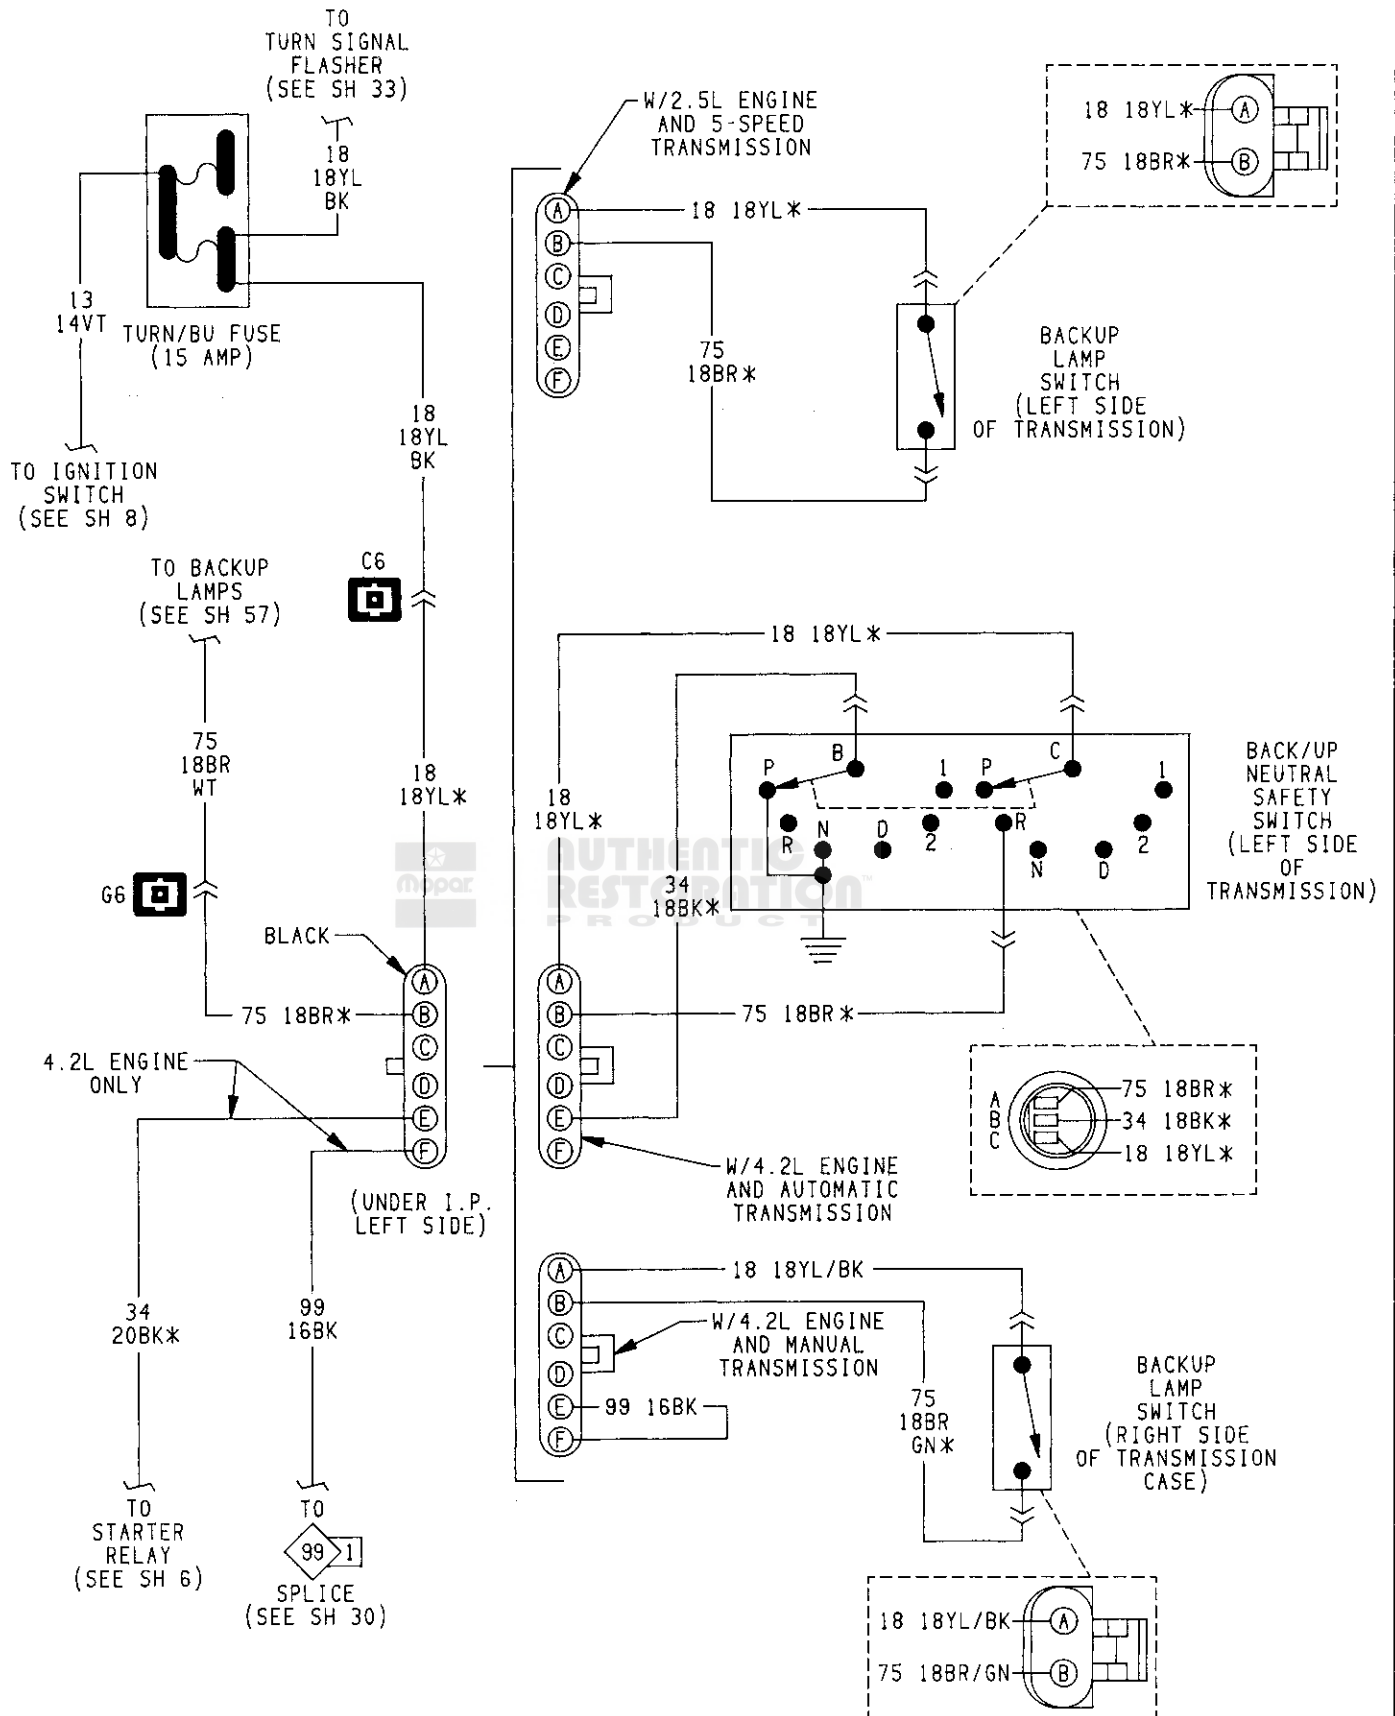 TO
TURN SIGNAL
FLASHER
(SEE SH 33)
18
18YL
BK
13
14VT
TURN/BU FUSE
(15 AMP)
TO IGNITION
SWITCH
(SEE SH 8)
18
18YL
BK
C6
TO BACKUP
LAMPS
(SEE SH 57)
75
18BR
WT
18
18YL*
G6
BLACK
75 18BR*
A
B
C
D
E
F
4.2L ENGINE
ONLY
(UNDER I.P.
LEFT SIDE)
34
20BK*
99
16BK
TO
STARTER
RELAY
(SEE SH 6)
TO
99 1
SPLICE
(SEE SH 30)
W/2.5L ENGINE
AND 5-SPEED
TRANSMISSION
A
B
C
D
E
F
18 18YL*
75
18BR*
BACKUP
LAMP
SWITCH
(LEFT SIDE
OF TRANSMISSION)
18 18YL* A
75 18BR* B
18 18YL*
18
18YL*
34
18BK*
B C
P 1 P 1
R N D 2 R N D 2
BACK/UP
NEUTRAL
SAFETY
SWITCH
(LEFT SIDE
OF
TRANSMISSION)
Mopar
AUTHENTIC
RESTORATION™
PRODUCT
A
B
C
D
E
F
75 18BR*
W/4.2L ENGINE
AND AUTOMATIC
TRANSMISSION
A 75 18BR*
B 34 18BK*
C 18 18YL*
A
B
C
D
E
F
18 18YL/BK
W/4.2L ENGINE
AND MANUAL
TRANSMISSION
99 16BK
75
18BR
GN*
BACKUP
LAMP
SWITCH
(RIGHT SIDE
OF TRANSMISSION
CASE)
18 18YL/BK A
75 18BR/GN B